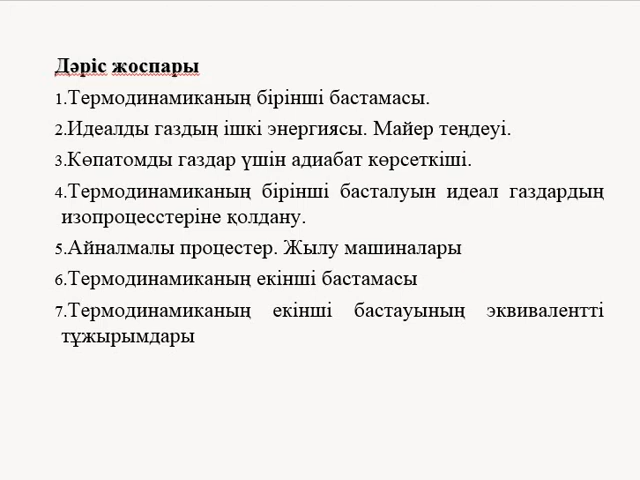 Дәріс жоспары
1.Термодинамиканың бірінші бастамасы.
2.Идеалды газдың ішкі энергиясы. Майер теңдеуі.
3.Көпатомды газдар үшін адиабат көрсеткіші.
4.Термодинамиканың бірінші басталуын идеал газдардың
изопроцесстеріне қолдану.
5.Айналмалы процестер. Жылу машиналары
6.Термодинамиканың екінші бастамасы
7.Термодинамиканың екінші бастауының эквивалентті
тұжырымдары